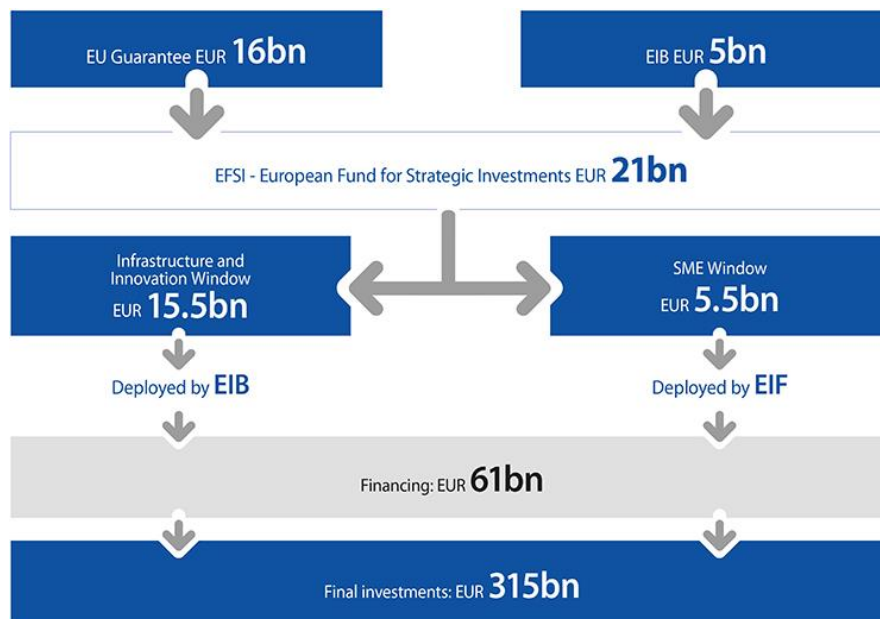 EU Guarantee EUR 16bn
EIB EUR 5bn
EFSI - European Fund for Strategic Investments EUR 21bn
Infrastructure and
Innovation Window
EUR 15.5bn
SME Window
EUR 5.5bn
Deployed by EIB
Deployed by EIF
Financing: EUR 61bn
Final investments: EUR 315bn